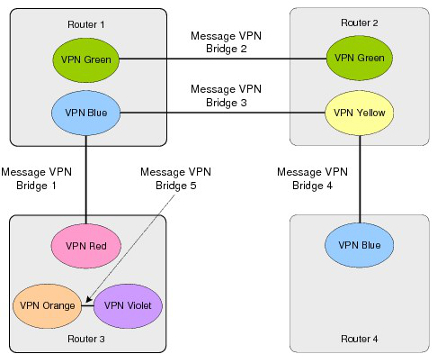 Router 1
Message VPN
Bridge 2
Router 2
VPN Green
VPN Green
Message VPN
Bridge 3
VPN Blue
VPN Yellow
Message VPN
Bridge 1
Message VPN
Bridge 5
Message VPN
Bridge 4
VPN Red
VPN Blue
VPN Orange
VPN Violet
Router 3
Router 4